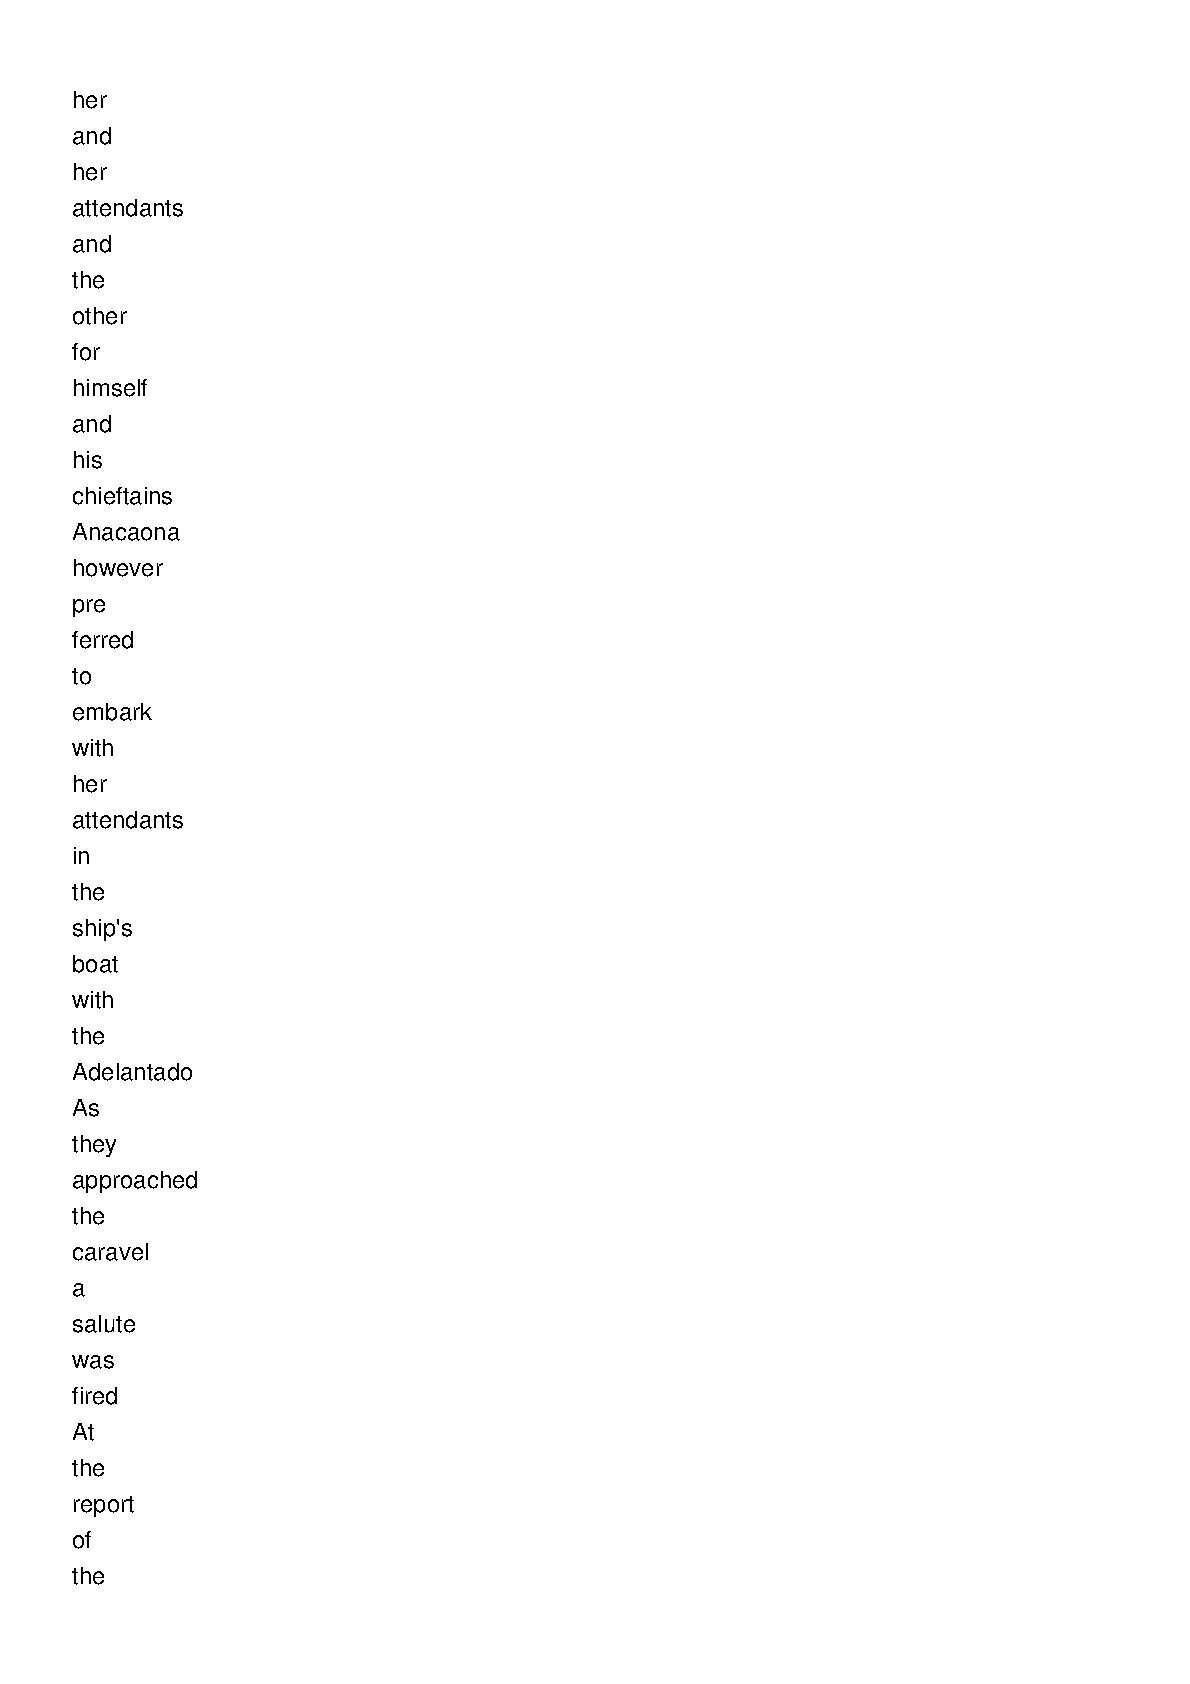 her
and
her
attendants
and
the
other
for
himself
and
his
chieftains
Anacaona
however
pre
ferred
to
embark
with
her
attendants
in
the
ship's
boat
with
the
Adelantado
As
they
approached
the
caravel
a
salute
was
fired
At
the
report
of
the